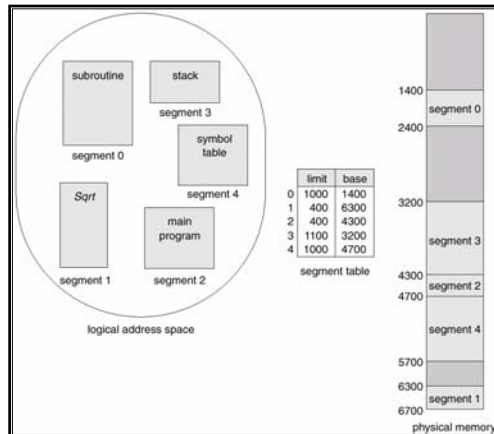 subroutine
segment 0
stack
segment 3
symbol
table
segment 4
Sqrt
segment 1
main
program
segment 2
logical address space
limit base
0 1000 1400
1 400 6300
2 400 4300
3 1100 3200
4 1000 4700
segment table
1400
segment 0
2400
3200
segment 3
4300
segment 2
4700
segment 4
5700
6300
segment 1
6700
physical memory